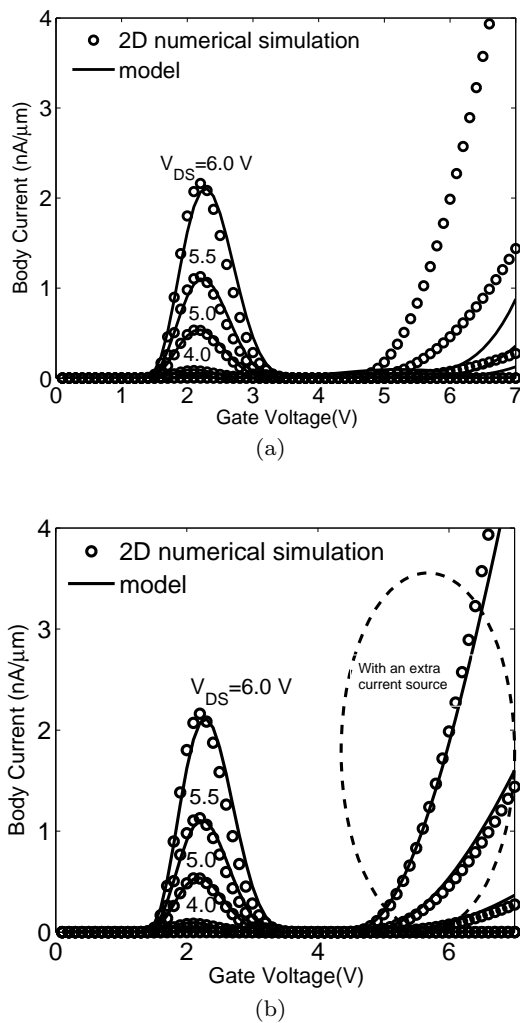 4
○ 2D numerical simulation
— model
3
V_DS=6.0 V
2
5.5
1
5.0
4.0
0
Body Current (nA/μm)
0 1 2 3 4 5 6 7
Gate Voltage(V)
(a)
4
○ 2D numerical simulation
— model
3
With an extra
current source
V_DS=6.0 V
2
5.5
1
5.0
4.0
0
Body Current (nA/μm)
0 2 4 6
Gate Voltage(V)
(b)